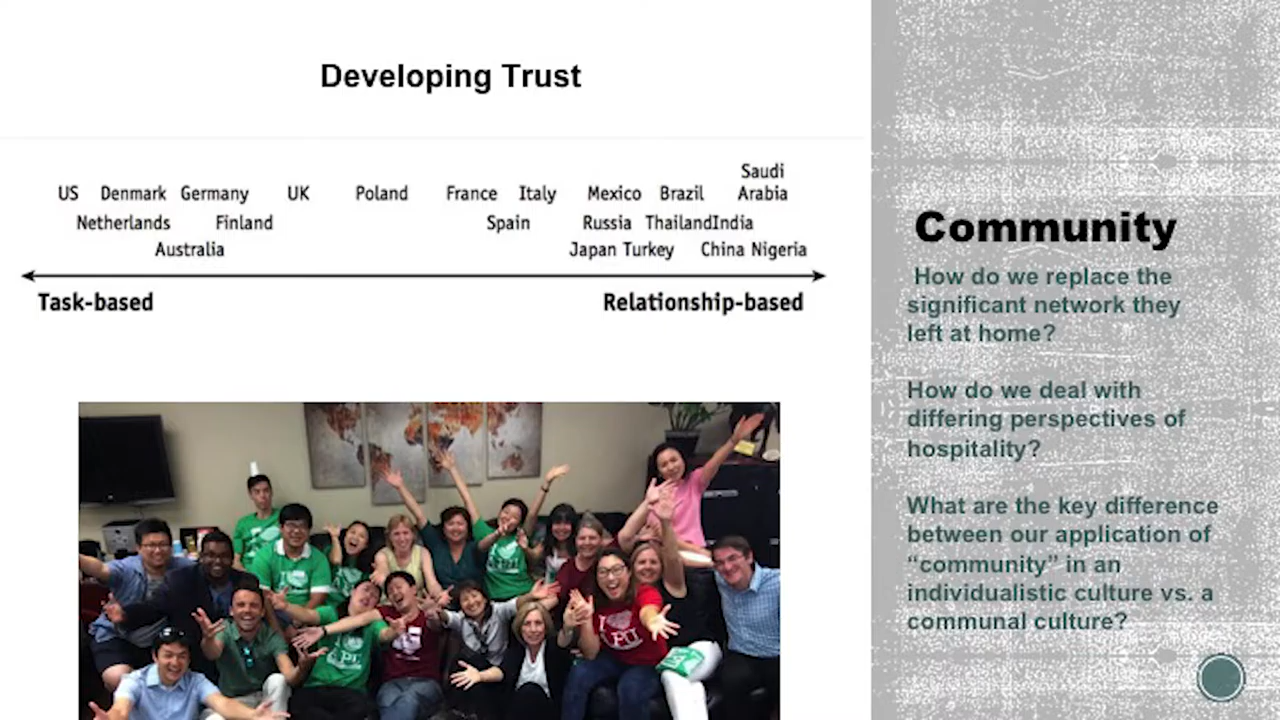 Developing Trust
Saudi
US Denmark Germany UK Poland France Italy Mexico Brazil Arabia
Netherlands Finland Spain Russia ThailandIndia
Australia Japan Turkey China Nigeria
Task-based Relationship-based
Community
How do we replace the
significant network they
left at home?
How do we deal with
differing perspectives of
hospitality?
What are the key difference
between our application of
“community” in an
individualistic culture vs. a
communal culture?